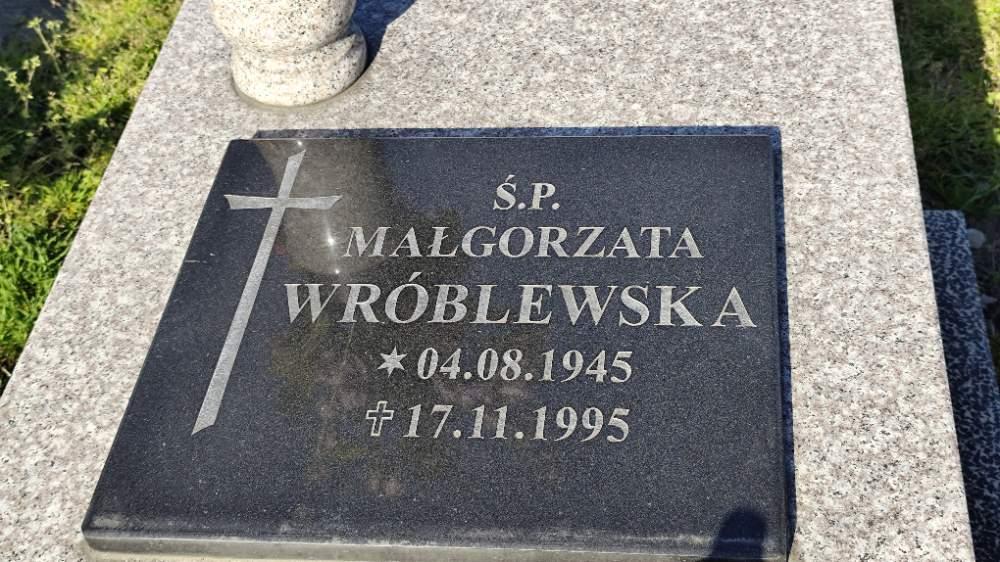 Ś.P.
MAŁGORZATA
WRÓBLEWSKA
* 04.08.1945
✝ 17.11.1995